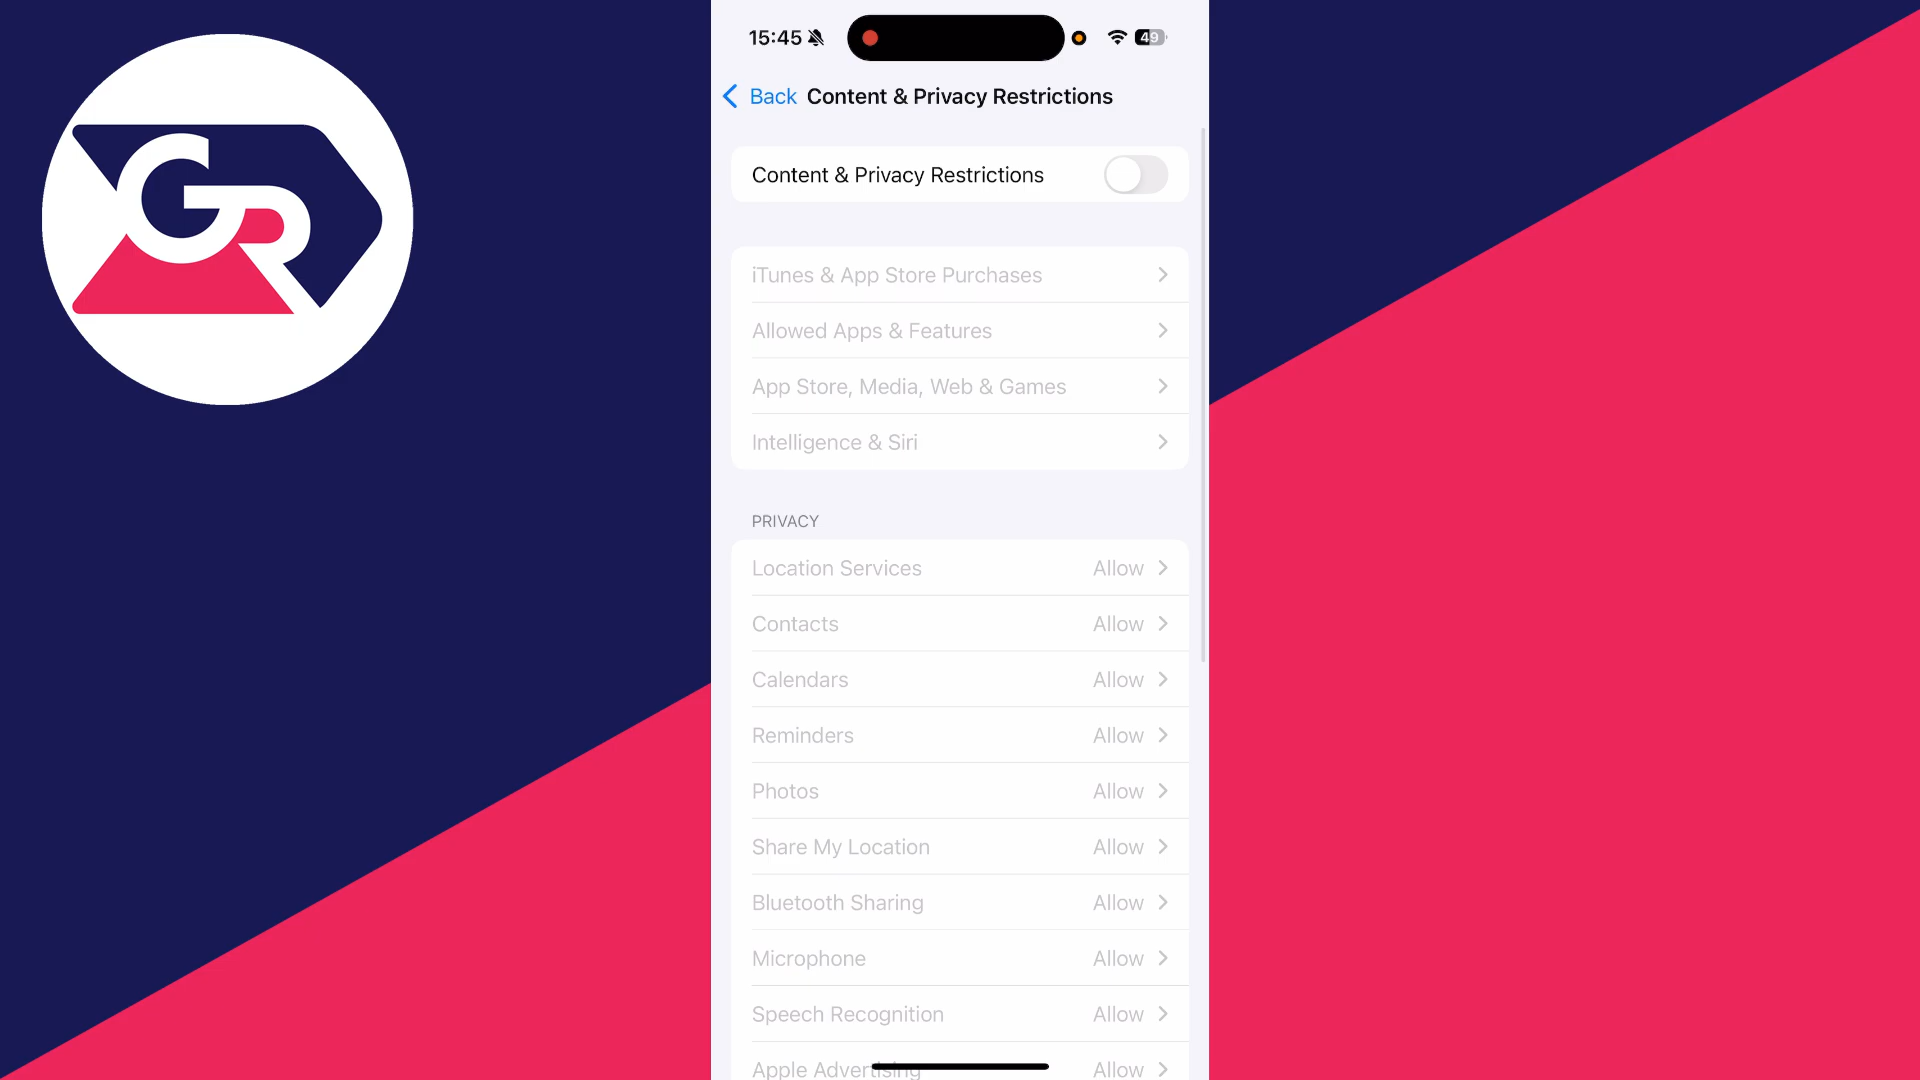 GR
15:45
49
Back Content & Privacy Restrictions
Content & Privacy Restrictions
iTunes & App Store Purchases
Allowed Apps & Features
App Store, Media, Web & Games
Intelligence & Siri
PRIVACY
Location Services Allow
Contacts Allow
Calendars Allow
Reminders Allow
Photos Allow
Share My Location Allow
Bluetooth Sharing Allow
Microphone Allow
Speech Recognition Allow
Apple Advertising Allow